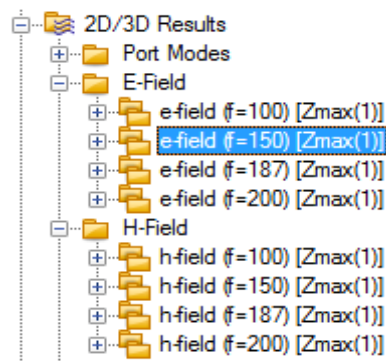 2D/3D Results
Port Modes
E-Field
e-field (f=100) [Zmax(1)]
e-field (f=150) [Zmax(1)]
e-field (f=187) [Zmax(1)]
e-field (f=200) [Zmax(1)]
H-Field
h-field (f=100) [Zmax(1)]
h-field (f=150) [Zmax(1)]
h-field (f=187) [Zmax(1)]
h-field (f=200) [Zmax(1)]